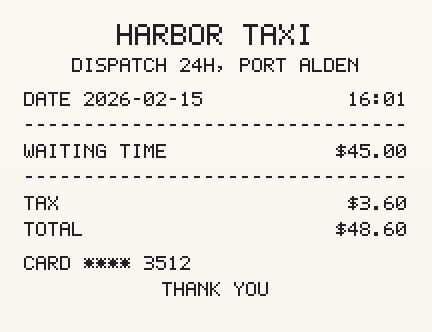 HARBOR TAXI
DISPATCH 24H, PORT ALDEN
DATE 2026-02-15 16:01
--------------------------------
WAITING TIME $45.00
--------------------------------
TAX $3.60
TOTAL $48.60
CARD **** 3512
THANK YOU